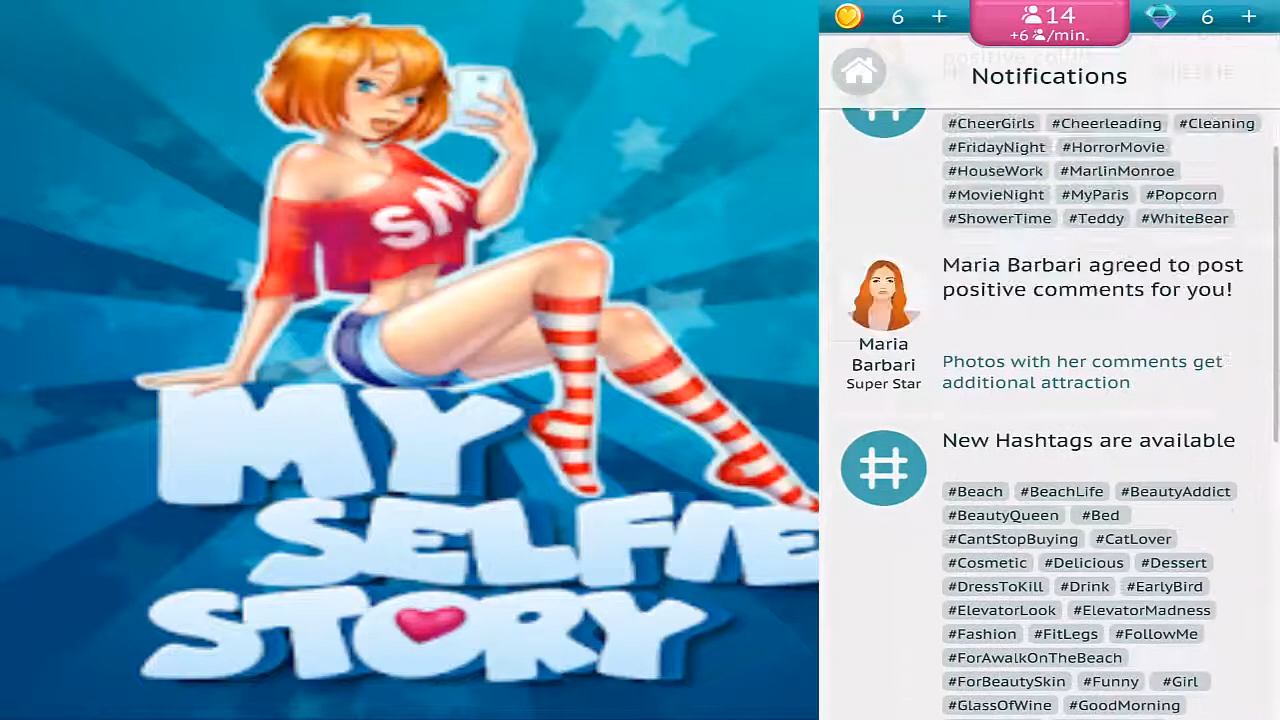 SM
MY
SELFIE
STORY
6 + 14 6 +
+6 /min.
Notifications
#CheerGirls #Cheerleading #Cleaning
#FridayNight #HorrorMovie
#HouseWork #MarlinMonroe
#MovieNight #MyParis #Popcorn
#ShowerTime #Teddy #WhiteBear
Maria Barbari agreed to post
positive comments for you!
Maria
Barbari
Super Star
Photos with her comments get
additional attraction
New Hashtags are available
#Beach #BeachLife #BeautyAddict
#BeautyQueen #Bed
#CantStopBuying #CatLover
#Cosmetic #Delicious #Dessert
#DressToKill #Drink #EarlyBird
#ElevatorLook #ElevatorMadness
#Fashion #FitLegs #FollowMe
#ForAwalkOnTheBeach
#ForBeautySkin #Funny #Girl
#GlassOfWine #GoodMorning